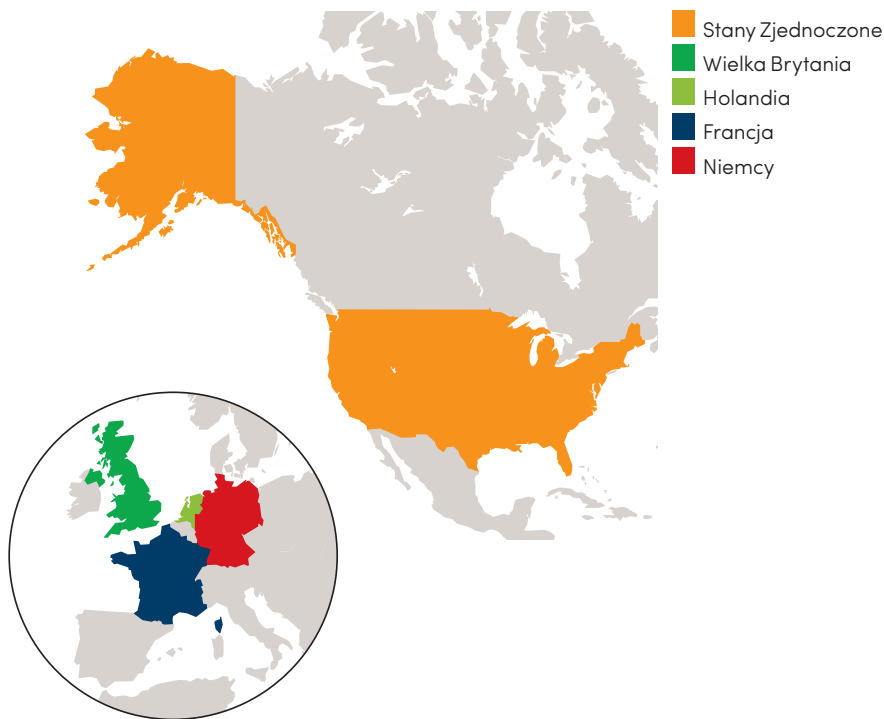 Stany Zjednoczone
Wielka Brytania
Holandia
Francja
Niemcy